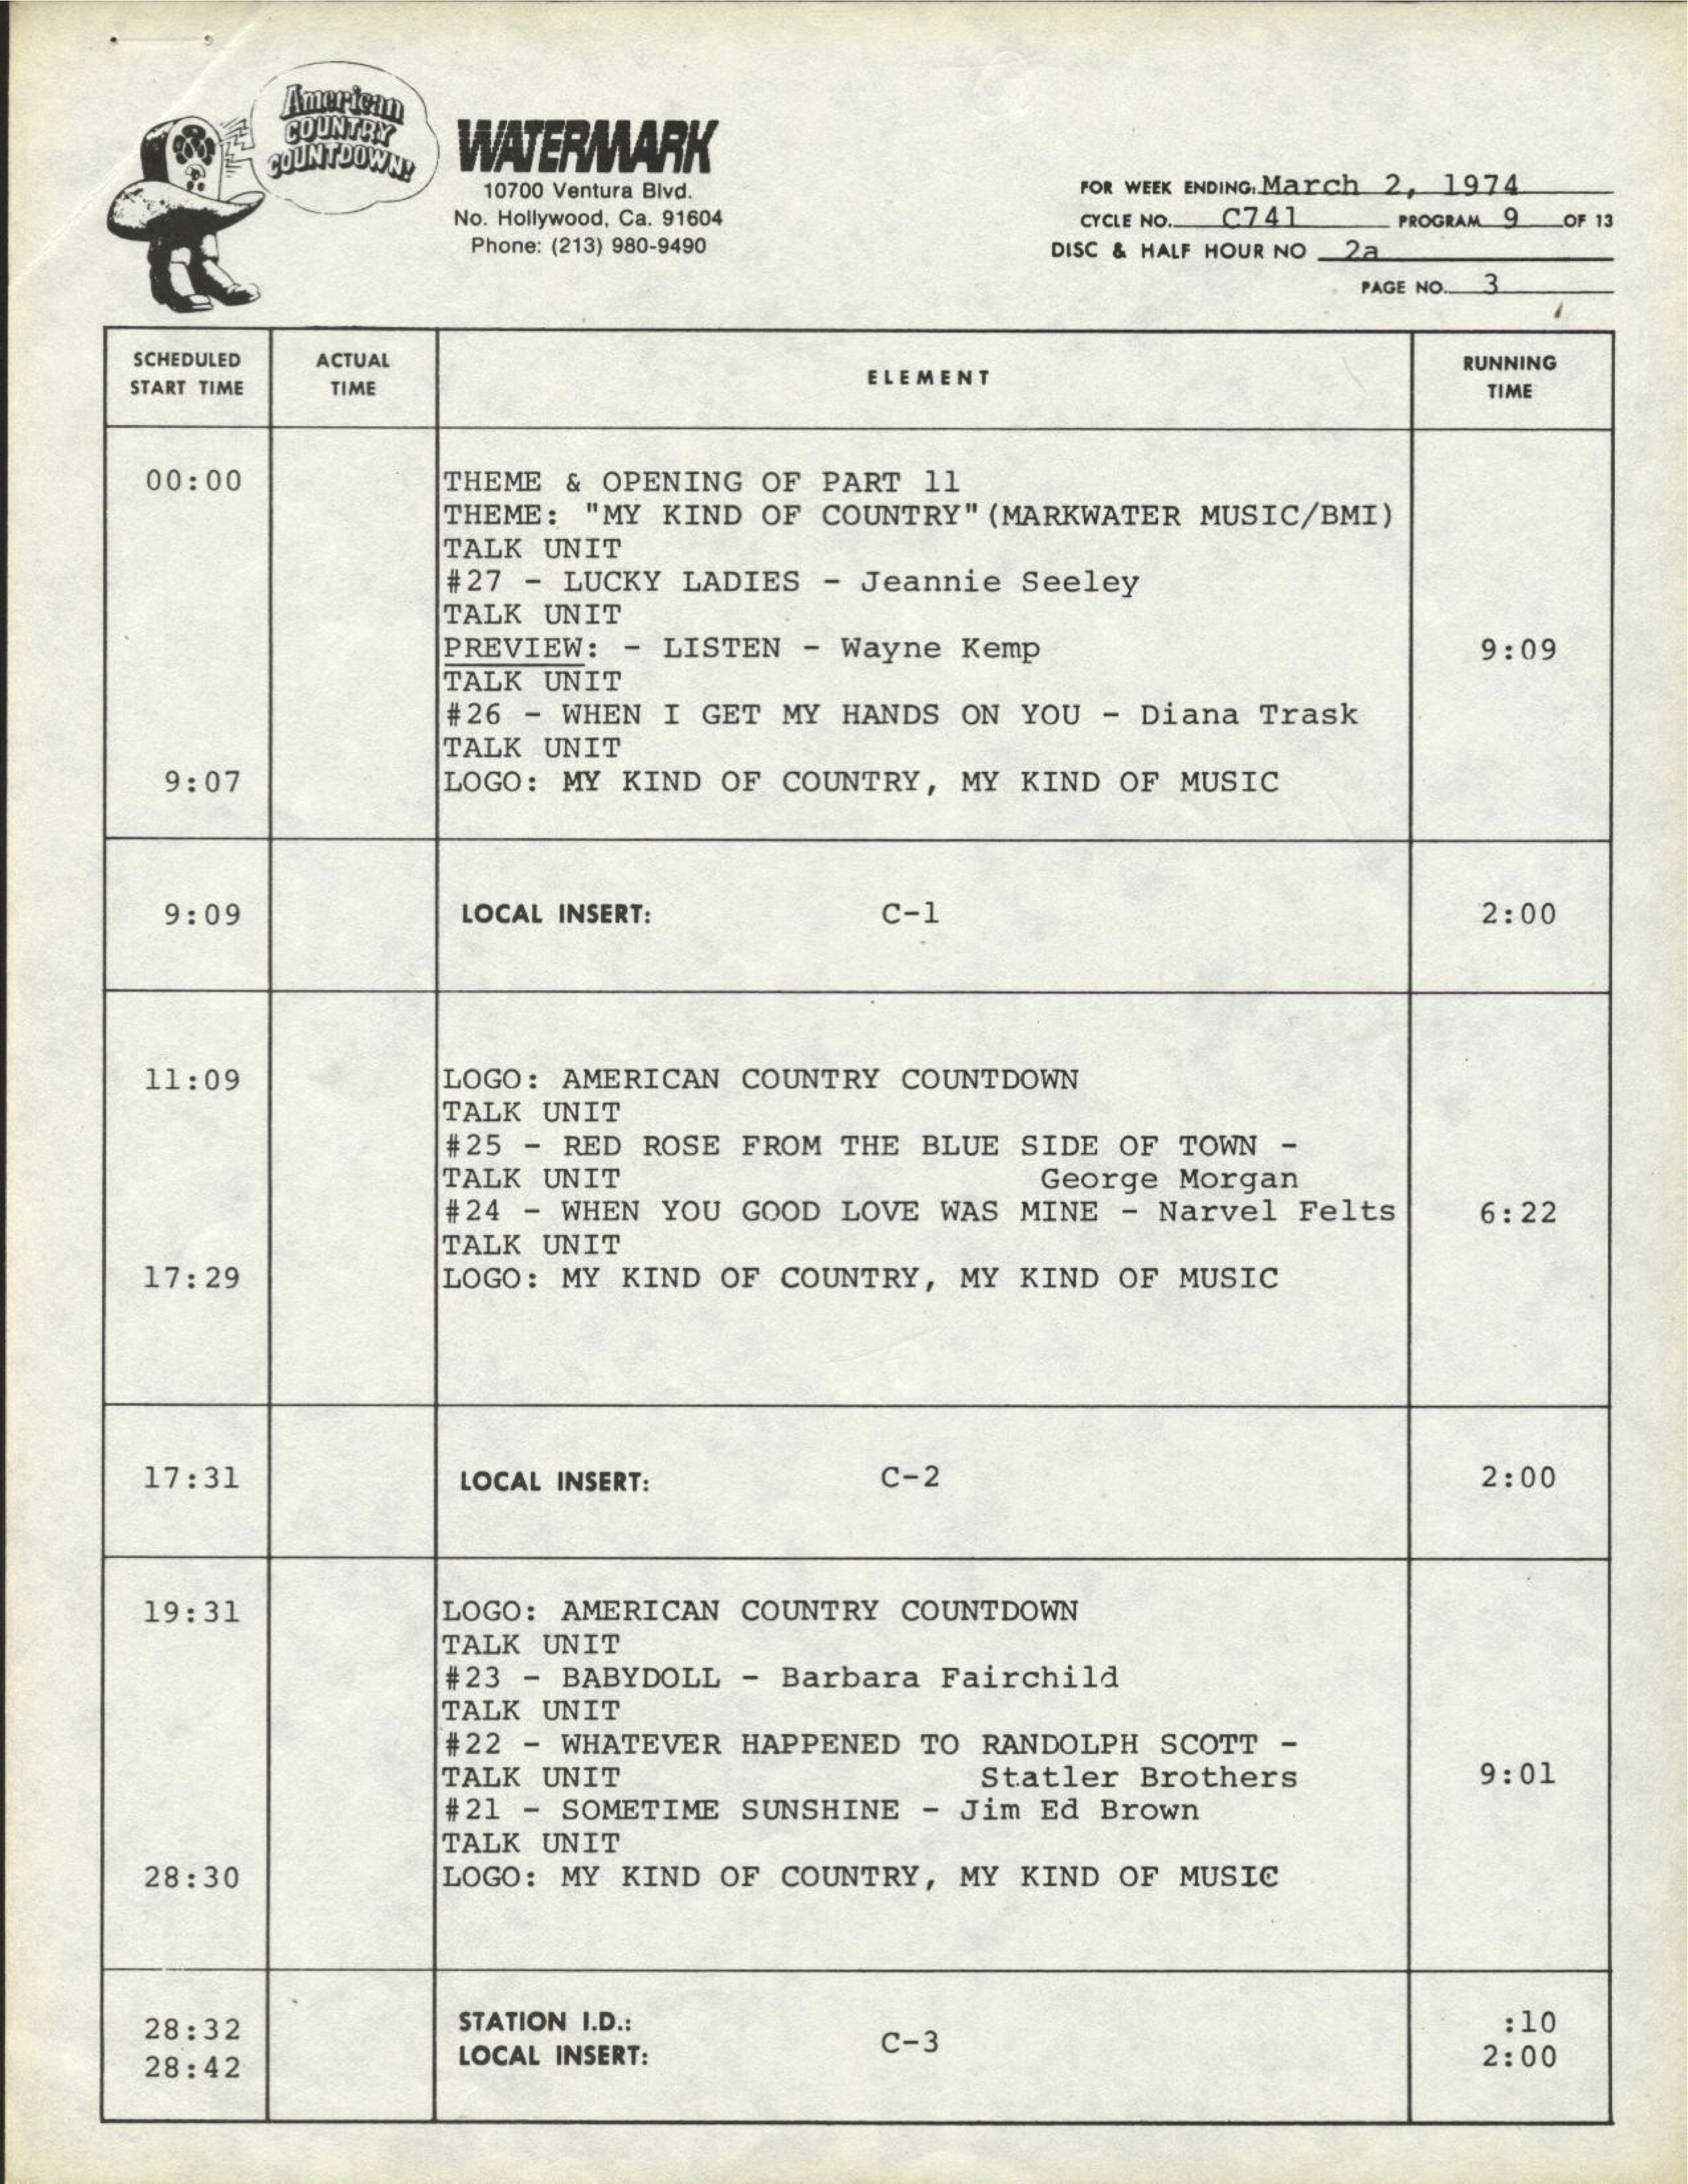 American
COUNTRY
COUNTDOWN!
WATERMARK
10700 Ventura Blvd.
No. Hollywood, Ca. 91604
Phone: (213) 980-9490
FOR WEEK ENDING: March 2, 1974
CYCLE NO. C741 PROGRAM 9 OF 13
DISC & HALF HOUR NO 2a
PAGE NO. 3
SCHEDULED START TIME ACTUAL TIME ELEMENT RUNNING TIME
00:00 THEME & OPENING OF PART 11
THEME: "MY KIND OF COUNTRY" (MARKWATER MUSIC/BMI)
TALK UNIT
#27 - LUCKY LADIES - Jeannie Seeley
TALK UNIT
PREVIEW: - LISTEN - Wayne Kemp 9:09
TALK UNIT
#26 - WHEN I GET MY HANDS ON YOU - Diana Trask
TALK UNIT
9:07 LOGO: MY KIND OF COUNTRY, MY KIND OF MUSIC
9:09 LOCAL INSERT: C-1 2:00
11:09 LOGO: AMERICAN COUNTRY COUNTDOWN
TALK UNIT
#25 - RED ROSE FROM THE BLUE SIDE OF TOWN -
TALK UNIT George Morgan
#24 - WHEN YOU GOOD LOVE WAS MINE - Narvel Felts 6:22
TALK UNIT
17:29 LOGO: MY KIND OF COUNTRY, MY KIND OF MUSIC
17:31 LOCAL INSERT: C-2 2:00
19:31 LOGO: AMERICAN COUNTRY COUNTDOWN
TALK UNIT
#23 - BABYDOLL - Barbara Fairchild
TALK UNIT
#22 - WHATEVER HAPPENED TO RANDOLPH SCOTT -
TALK UNIT Statler Brothers 9:01
#21 - SOMETIME SUNSHINE - Jim Ed Brown
TALK UNIT
28:30 LOGO: MY KIND OF COUNTRY, MY KIND OF MUSIC
28:32 STATION I.D.: C-3 :10
28:42 LOCAL INSERT: 2:00